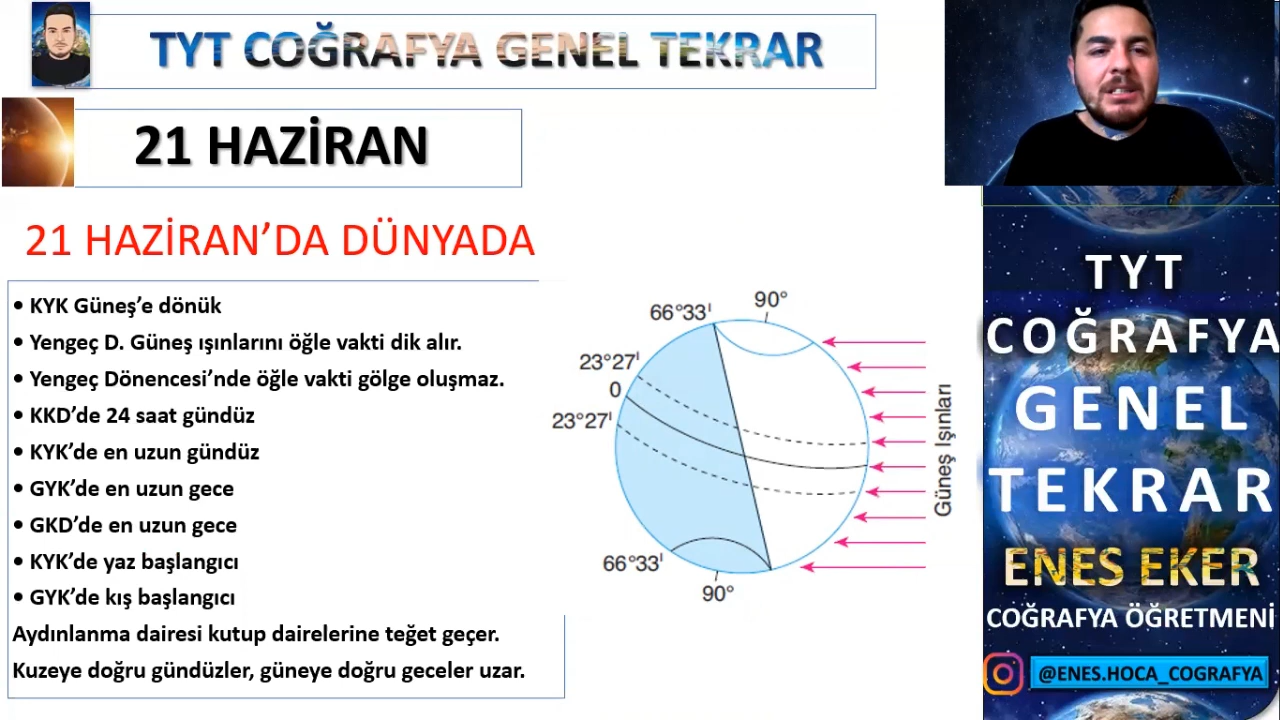 TYT COĞRAFYA GENEL TEKRAR
21 HAZİRAN
21 HAZİRAN’DA DÜNYADA
• KYK Güneş’e dönük
• Yengeç D. Güneş ışınlarını öğle vakti dik alır.
• Yengeç Dönencesi’nde öğle vakti gölge oluşmaz.
• KKD’de 24 saat gündüz
• KYK’de en uzun gündüz
• GYK’de en uzun gece
• GKD’de en uzun gece
• KYK’de yaz başlangıcı
• GYK’de kış başlangıcı
Aydınlanma dairesi kutup dairelerine teğet geçer.
Kuzeye doğru gündüzler, güneye doğru geceler uzar.
90°
66°33'
23°27'
0
23°27'
66°33'
90°
Güneş Işınları
TYT
COĞRAFYA
GENEL
TEKRAR
ENES EKER
COĞRAFYA ÖĞRETMENİ
@ENES.HOCA_COGRAFYA